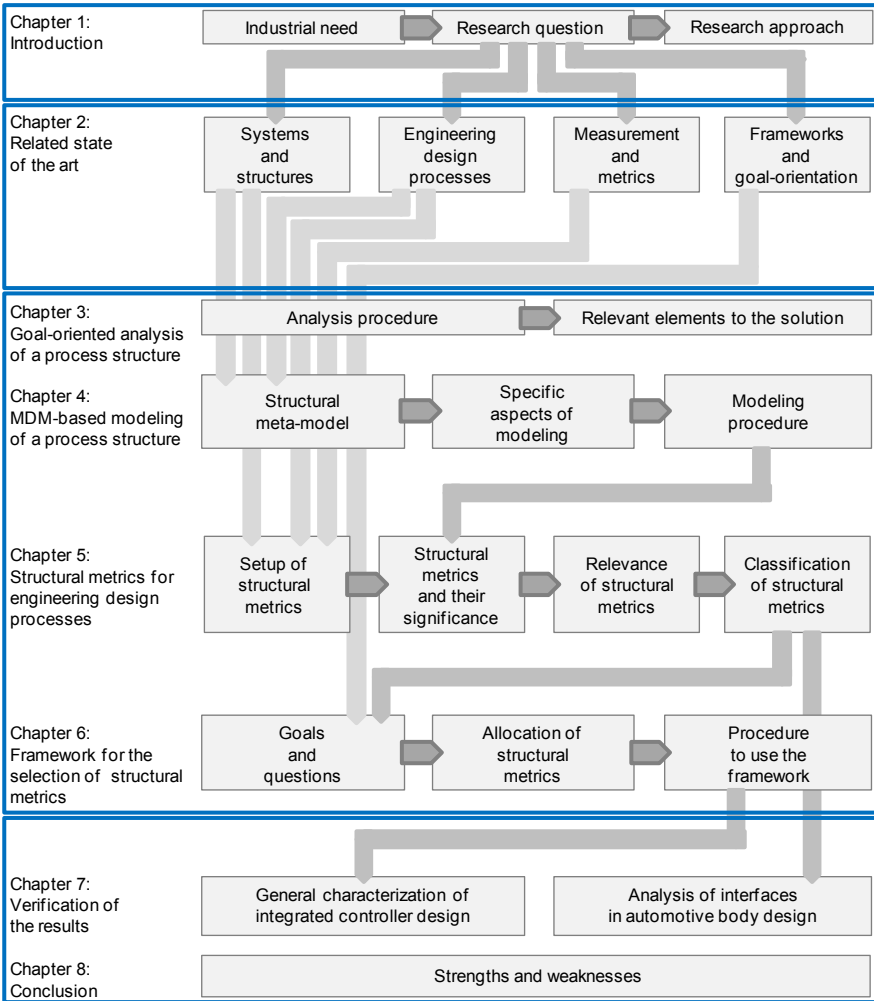 Chapter 1:
Introduction
Industrial need
Research question
Research approach
Chapter 2:
Related state
of the art
Systems
and
structures
Engineering
design
processes
Measurement
and
metrics
Frameworks
and
goal-orientation
Chapter 3:
Goal-oriented analysis
of a process structure
Analysis procedure
Relevant elements to the solution
Chapter 4:
MDM-based modeling
of a process structure
Structural
meta-model
Specific
aspects of
modeling
Modeling
procedure
Chapter 5:
Structural metrics for
engineering design
processes
Setup of
structural
metrics
Structural
metrics
and their
significance
Relevance
of structural
metrics
Classification
of structural
metrics
Chapter 6:
Framework for the
selection of structural
metrics
Goals
and
questions
Allocation of
structural
metrics
Procedure
to use the
framework
Chapter 7:
Verification of
the results
General characterization of
integrated controller design
Analysis of interfaces
in automotive body design
Chapter 8:
Conclusion
Strengths and weaknesses